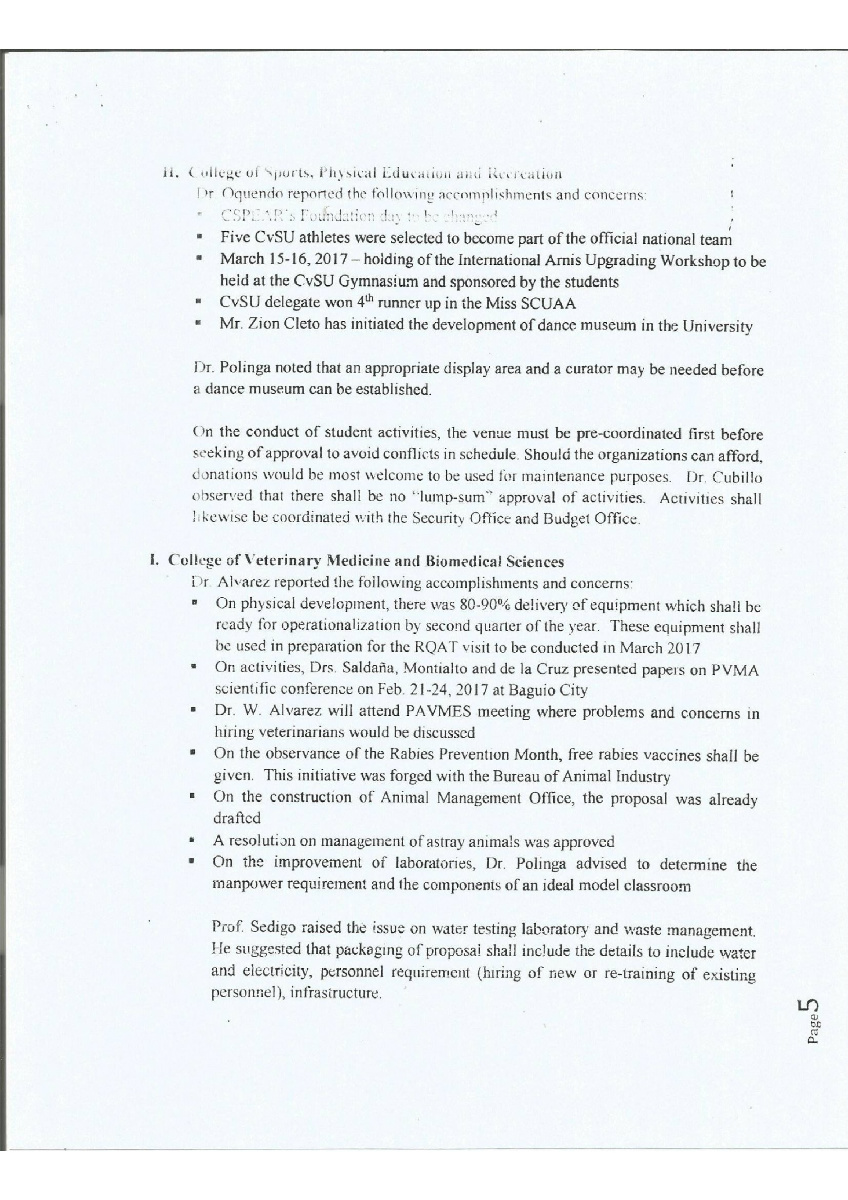 H. College of Sports, Physical Education and Recreation
Dr. Oquendo reported the following accomplishments and concerns:
▪ CSPEAR's Foundation day to be changed
▪ Five CvSU athletes were selected to become part of the official national team
▪ March 15-16, 2017 – holding of the International Arnis Upgrading Workshop to be
held at the CvSU Gymnasium and sponsored by the students
▪ CvSU delegate won 4th runner up in the Miss SCUAA
▪ Mr. Zion Cleto has initiated the development of dance museum in the University
Dr. Polinga noted that an appropriate display area and a curator may be needed before
a dance museum can be established.
On the conduct of student activities, the venue must be pre-coordinated first before
seeking of approval to avoid conflicts in schedule. Should the organizations can afford,
donations would be most welcome to be used for maintenance purposes. Dr. Cubillo
observed that there shall be no "lump-sum" approval of activities. Activities shall
likewise be coordinated with the Security Office and Budget Office.
I. College of Veterinary Medicine and Biomedical Sciences
Dr. Alvarez reported the following accomplishments and concerns:
▪ On physical development, there was 80-90% delivery of equipment which shall be
ready for operationalization by second quarter of the year. These equipment shall
be used in preparation for the RQAT visit to be conducted in March 2017
▪ On activities, Drs. Saldaña, Montialto and de la Cruz presented papers on PVMA
scientific conference on Feb. 21-24, 2017 at Baguio City
▪ Dr. W. Alvarez will attend PAVMES meeting where problems and concerns in
hiring veterinarians would be discussed
▪ On the observance of the Rabies Prevention Month, free rabies vaccines shall be
given. This initiative was forged with the Bureau of Animal Industry
▪ On the construction of Animal Management Office, the proposal was already
drafted
▪ A resolution on management of astray animals was approved
▪ On the improvement of laboratories, Dr. Polinga advised to determine the
manpower requirement and the components of an ideal model classroom
Prof. Sedigo raised the issue on water testing laboratory and waste management.
He suggested that packaging of proposal shall include the details to include water
and electricity, personnel requirement (hiring of new or re-training of existing
personnel), infrastructure.
Page 5